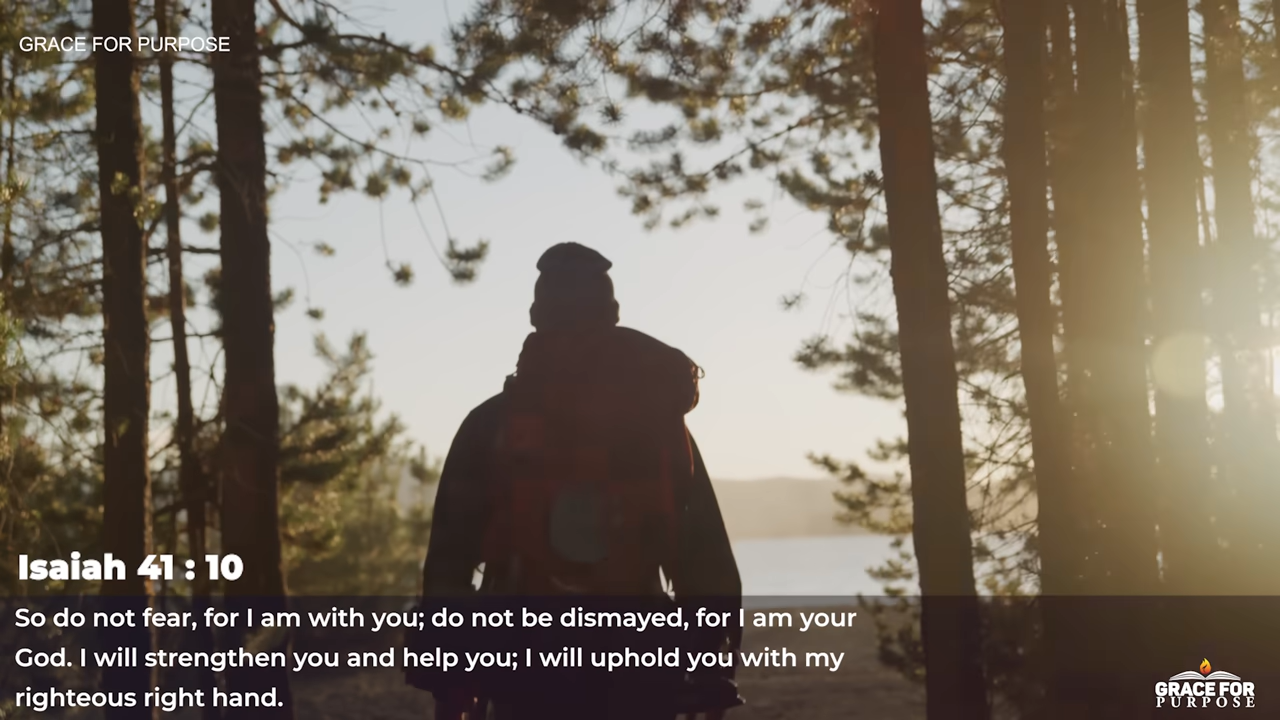 GRACE FOR PURPOSE
Isaiah 41 : 10
So do not fear, for I am with you; do not be dismayed, for I am your
God. I will strengthen you and help you; I will uphold you with my
righteous right hand.
GRACE FOR
PURPOSE